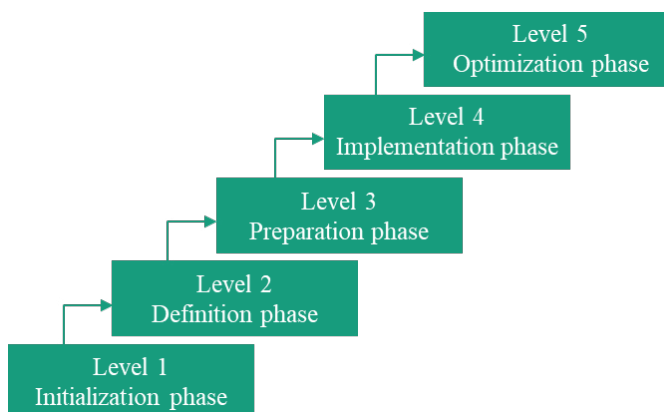 Level 5
Optimization phase
Level 4
Implementation phase
Level 3
Preparation phase
Level 2
Definition phase
Level 1
Initialization phase